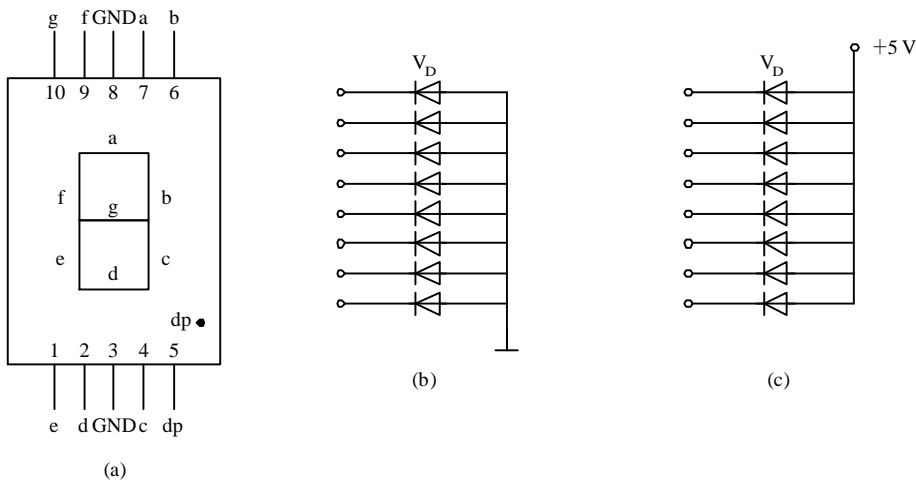 g f GND a b
10 9 8 7 6
a
f b
g
e c
d
dp
1 2 3 4 5
e d GND c dp
(a)
V_D
(b)
+5 V
V_D
(c)